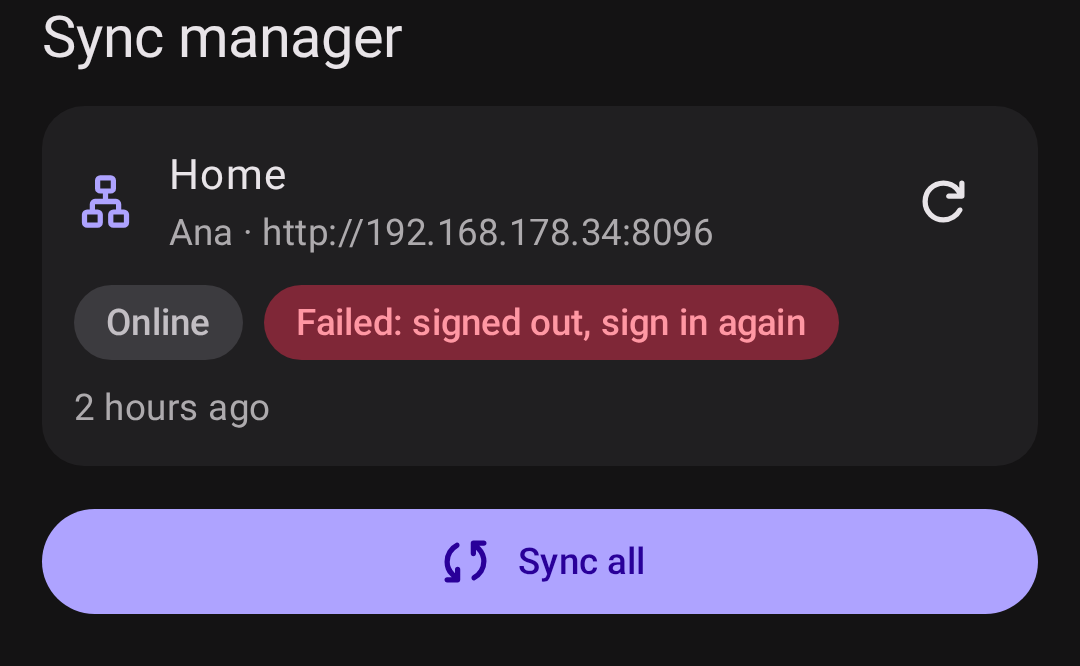 Sync manager
Home
Ana · http://192.168.178.34:8096
Online
Failed: signed out, sign in again
2 hours ago
Sync all